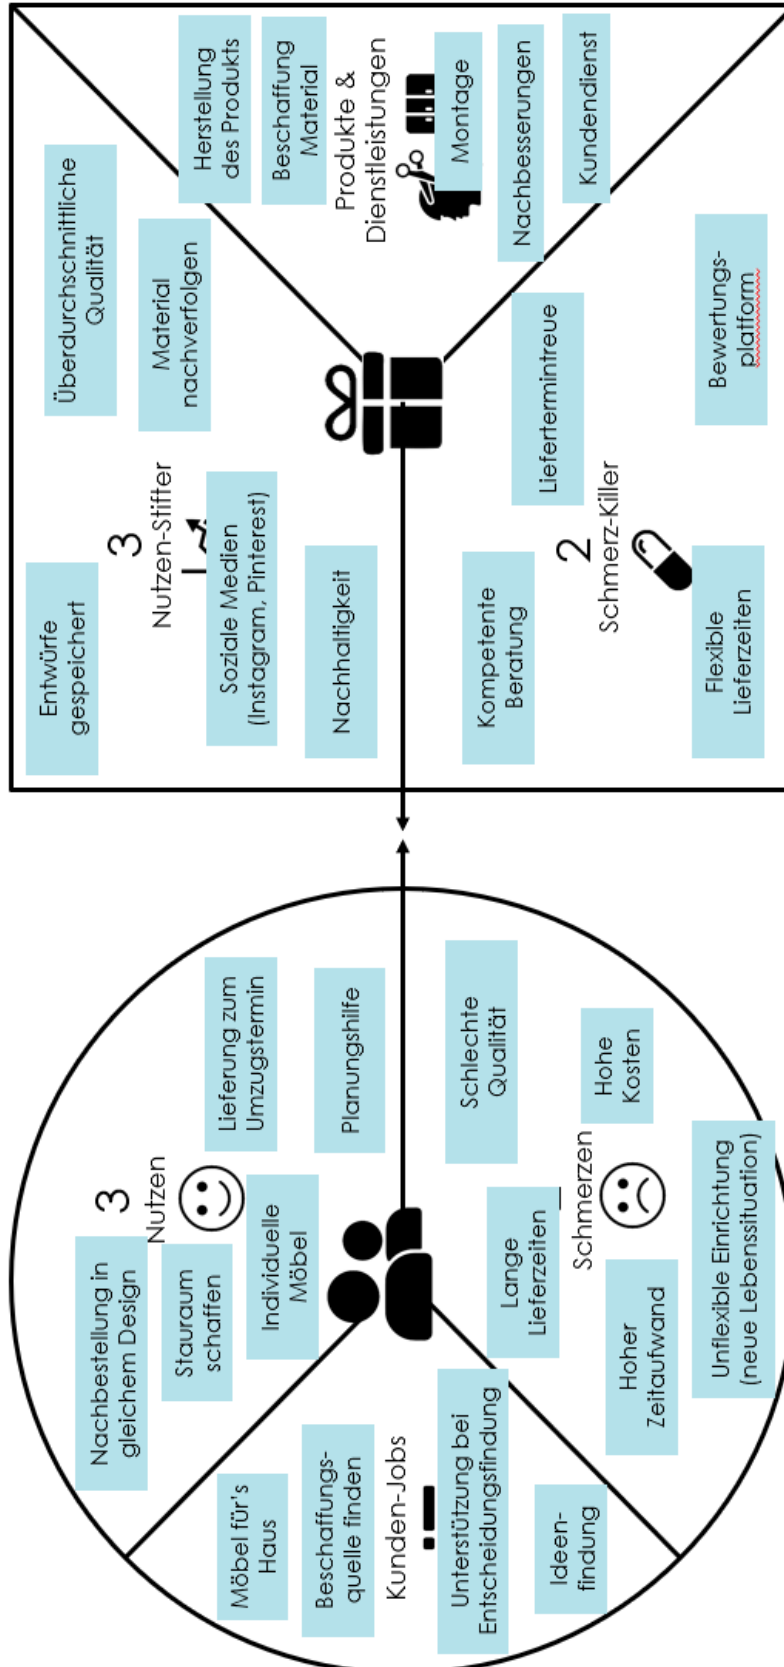 Nachbestellung in
gleichem Design
3
Nutzen
Stauraum
schaffen
Lieferung zum
Umzugstermin
Individuelle
Möbel
Planungshilfe
Möbel für's
Haus
Beschaffungs-
quelle finden
Kunden-Jobs
Unterstützung bei
Entscheidungsfindung
Ideen-
findung
Schlechte
Qualität
Lange
Lieferzeiten
Schmerzen
Hohe
Kosten
Hoher
Zeitaufwand
Unflexible Einrichtung
(neue Lebenssituation)
Entwürfe
gespeichert
3
Nutzen-Stifter
Überdurchschnittliche
Qualität
Material
nachverfolgen
Soziale Medien
(Instagram, Pinterest)
Nachhaltigkeit
Herstellung
des Produkts
Beschaffung
Material
Produkte &
Dienstleistungen
Montage
Nachbesserungen
Kundendienst
Kompetente
Beratung
Liefertermintreue
2
Schmerz-Killer
Flexible
Lieferzeiten
Bewertungs-
platform